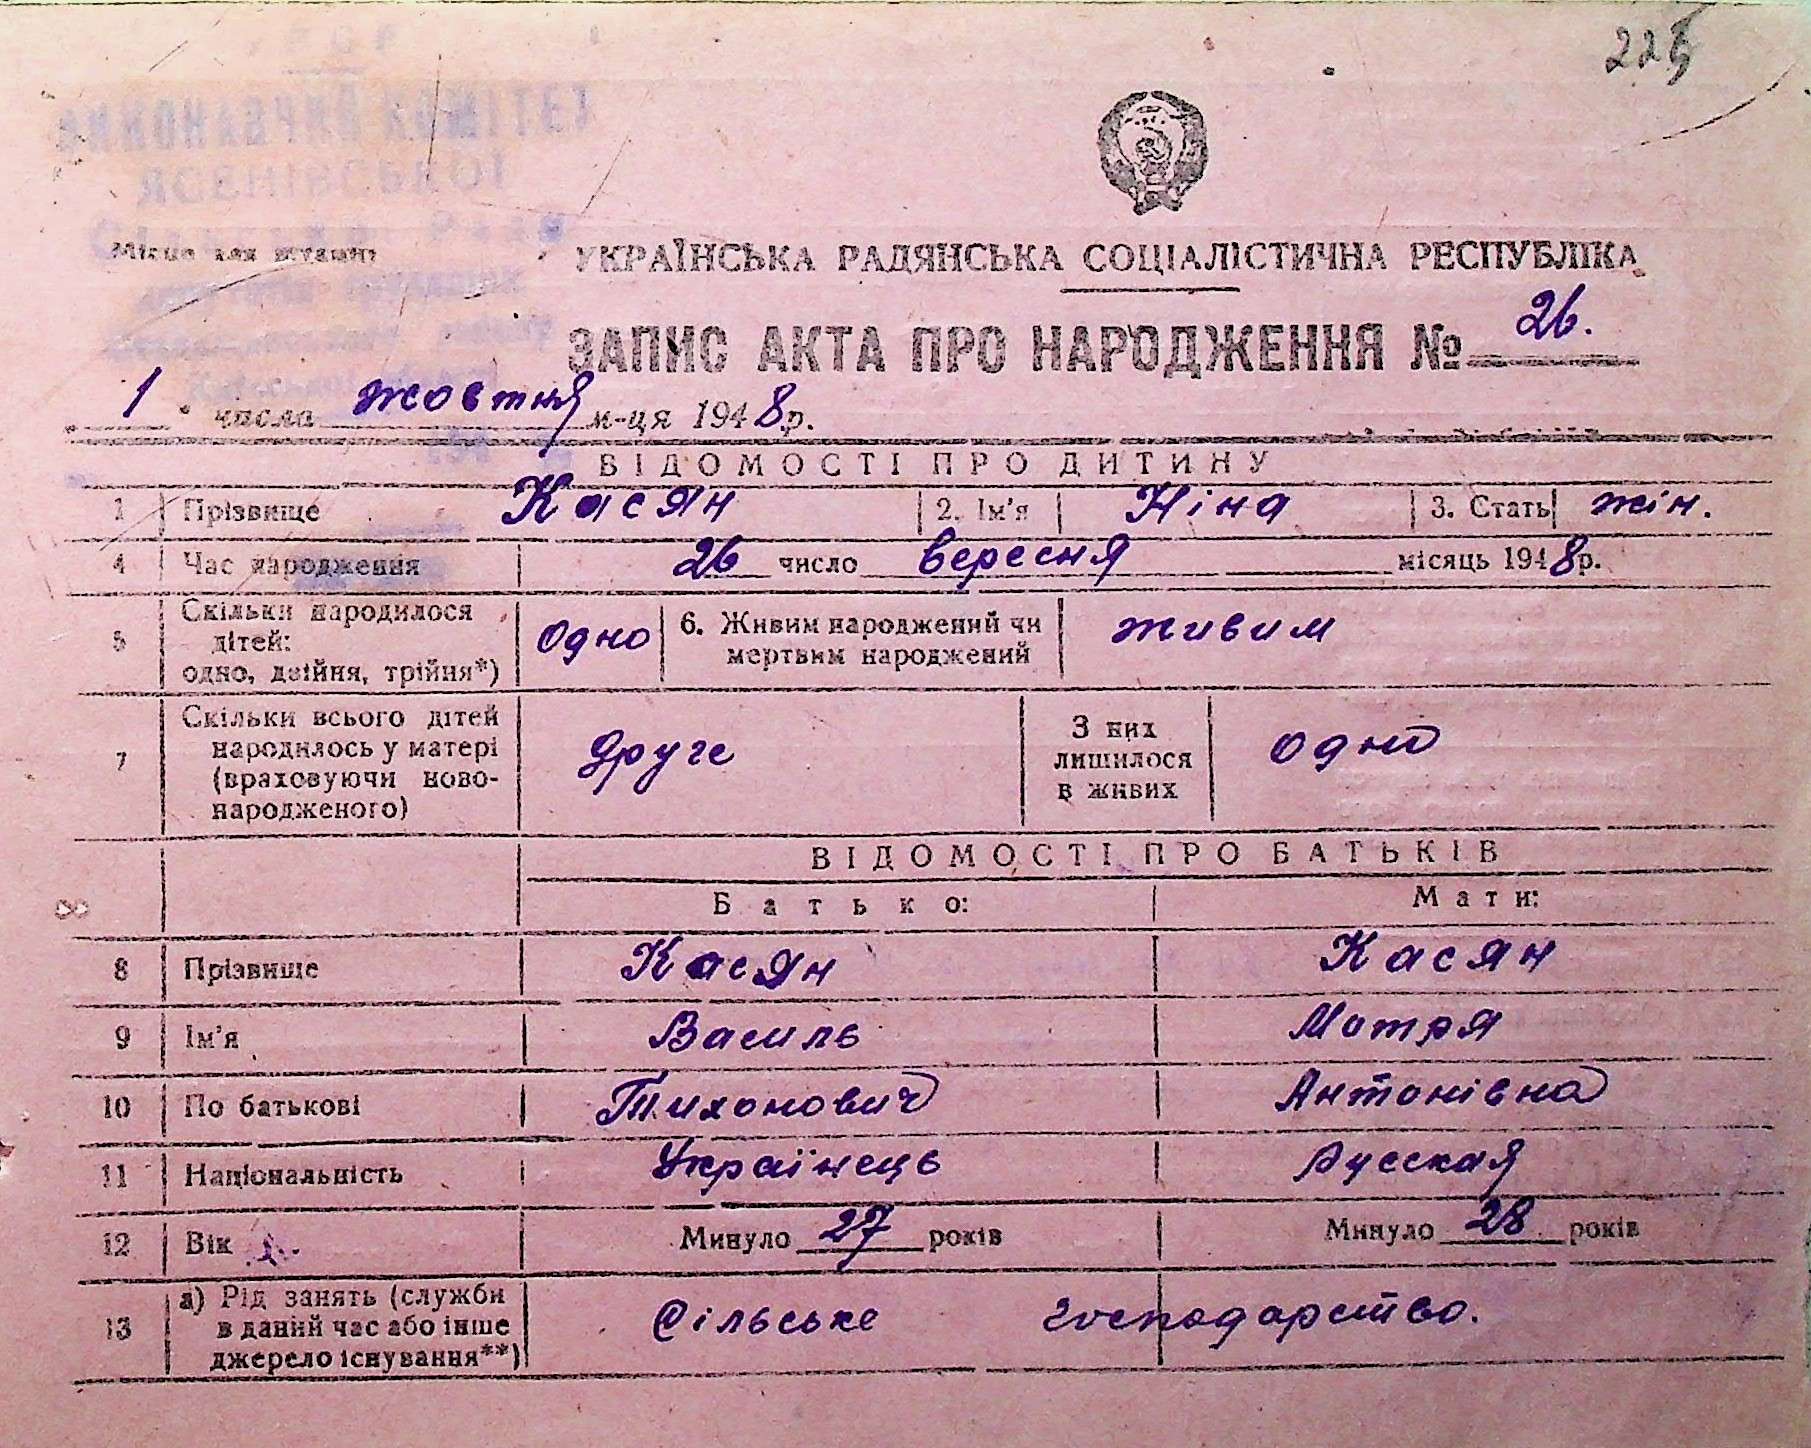 225
ВИКОНАВЧИЙ КОМІТЕТ
ЯСЕНІВСЬКОЇ
Місце для штампу
УКРАЇНСЬКА РАДЯНСЬКА СОЦІАЛІСТИЧНА РЕСПУБЛІКА
ЗАПИС АКТА ПРО НАРОДЖЕННЯ № 26.
1 число жовтня м-ця 1948 р.
ВІДОМОСТІ ПРО ДИТИНУ
1 Прізвище Касян 2. Ім'я Ніна 3. Стать жін.
4 Час народження 26 число вересня місяць 1948 р.
5 Скільки народилося дітей: одно, двійня, трійня*) Одно 6. Живим народжений чи мертвим народжений живим
7 Скільки всього дітей народилось у матері (враховуючи новонародженого) друге З них лишилося в живих одно
ВІДОМОСТІ ПРО БАТЬКІВ
Батько: Мати:
8 Прізвище Касян Касян
9 Ім'я Василь Мотря
10 По батькові Тихонович Антонівна
11 Національність Українець Русская
12 Вік Минуло 27 років Минуло 28 років
13 а) Рід занять (служби в даний час або інше джерело існування**) Сільське господарство.